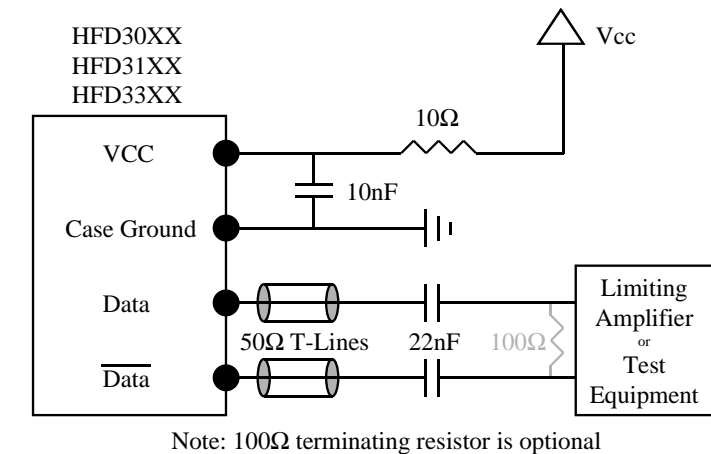 HFD30XX
HFD31XX
HFD33XX
Vcc
10Ω
VCC
10nF
Case Ground
Data
50Ω T-Lines
22nF
100Ω
Data
Limiting
Amplifier
or
Test
Equipment
Note: 100Ω terminating resistor is optional